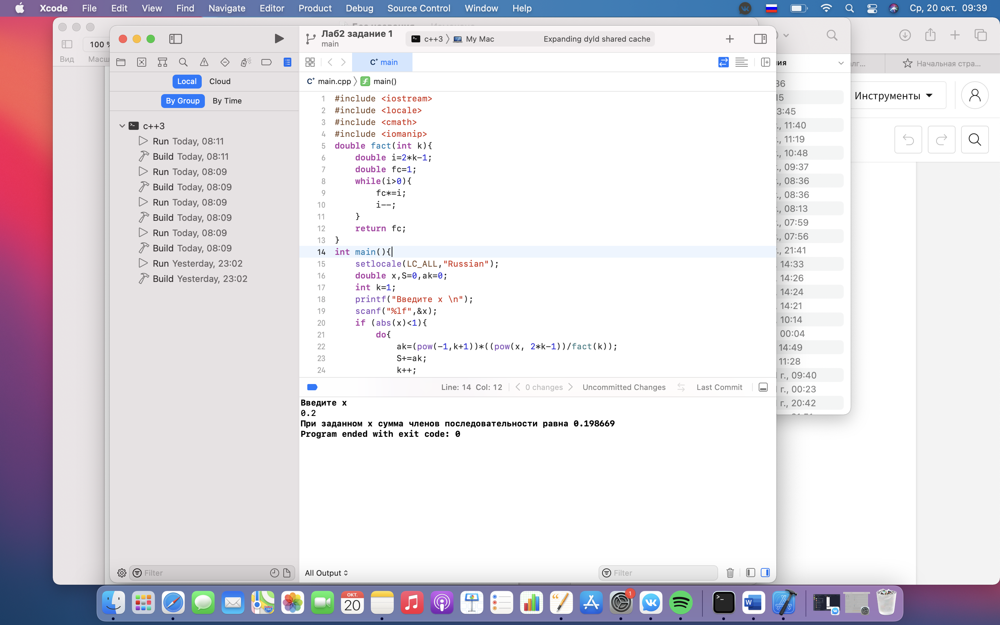 Xcode File Edit View Find Navigate Editor Product Debug Source Control Window Help
Ср, 20 окт. 09:39
100 %
Вид
Лаб2 задание 1
main
c++3 My Mac
Expanding dyld shared cache
C+ main
Local Cloud
By Group By Time
c++3
Run Today, 08:11
Build Today, 08:11
Run Today, 08:09
Build Today, 08:09
Run Today, 08:09
Build Today, 08:09
Run Today, 08:09
Build Today, 08:09
Run Yesterday, 23:02
Build Yesterday, 23:02
Filter
C+ main.cpp main()
1 #include <iostream>
2 #include <locale>
3 #include <cmath>
4 #include <iomanip>
5 double fact(int k){
6 double i=2*k-1;
7 double fc=1;
8 while(i>0){
9 fc*=i;
10 i--;
11 }
12 return fc;
13 }
14 int main(){
15 setlocale(LC_ALL,"Russian");
16 double x,S=0,ak=0;
17 int k=1;
18 printf("Введите x \n");
19 scanf("%lf",&x);
20 if (abs(x)<1){
21 do{
22 ak=(pow(-1,k+1))*((pow(x, 2*k-1))/fact(k));
23 S+=ak;
24 k++;
Line: 14 Col: 12 0 changes Uncommitted Changes Last Commit
Введите x
0.2
При заданном x сумма членов последовательности равна 0.198669
Program ended with exit code: 0
All Output
Filter
ия
36
15
3:45
11:40
11:19
10:48
09:37
08:36
08:36
08:13
07:59
07:56
21:41
14:33
14:26
14:24
14:21
10:14
00:04
14:49
11:28
г., 09:40
г., 00:23
г., 20:42
Начальная стра...
Инструменты
ОКТ.
20
280
1
W